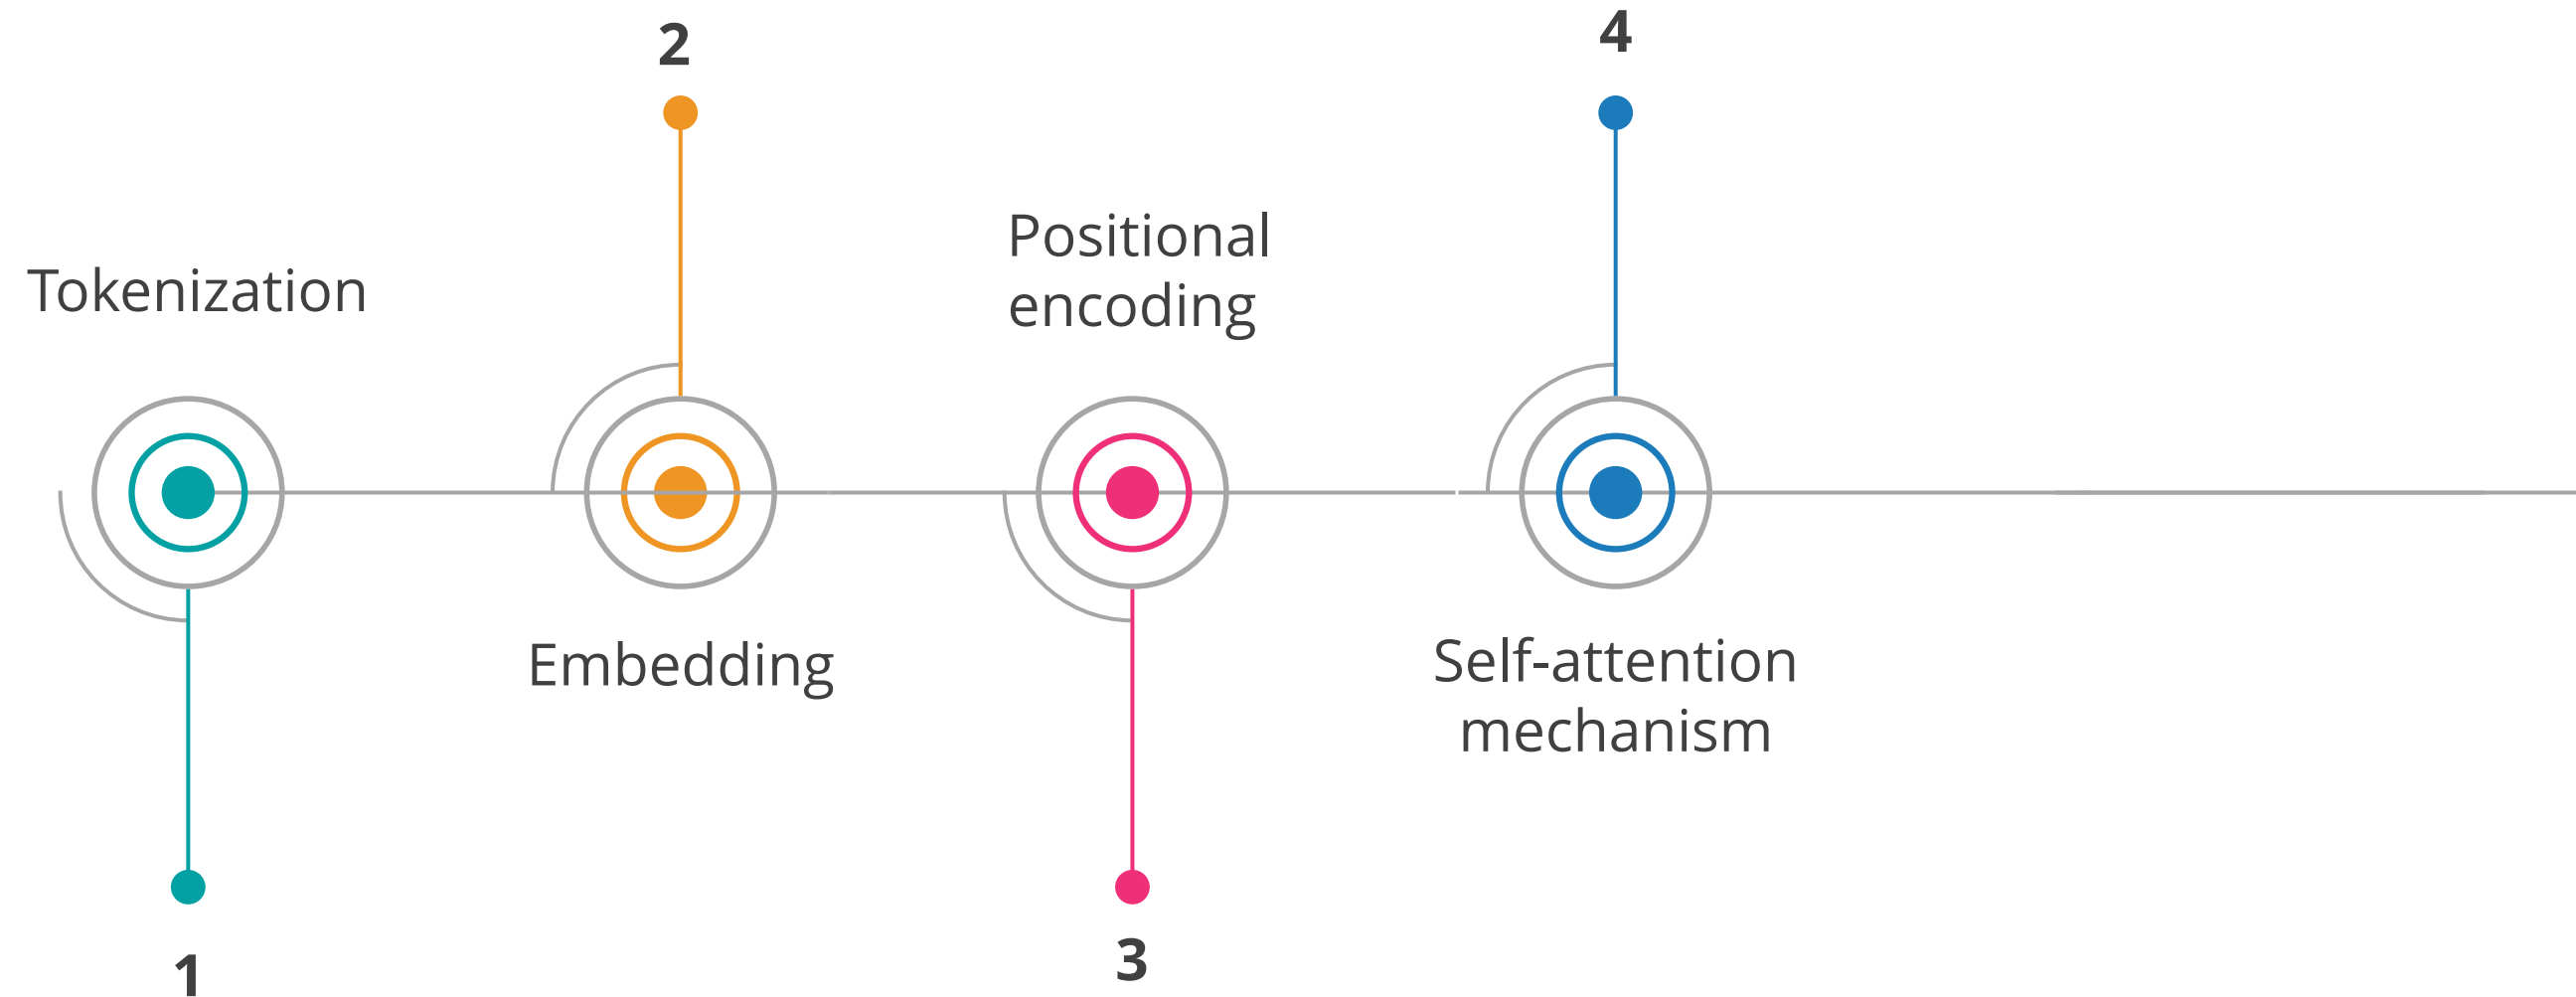 Tokenization
1
2
Embedding
Positional
encoding
3
4
Self-attention
mechanism